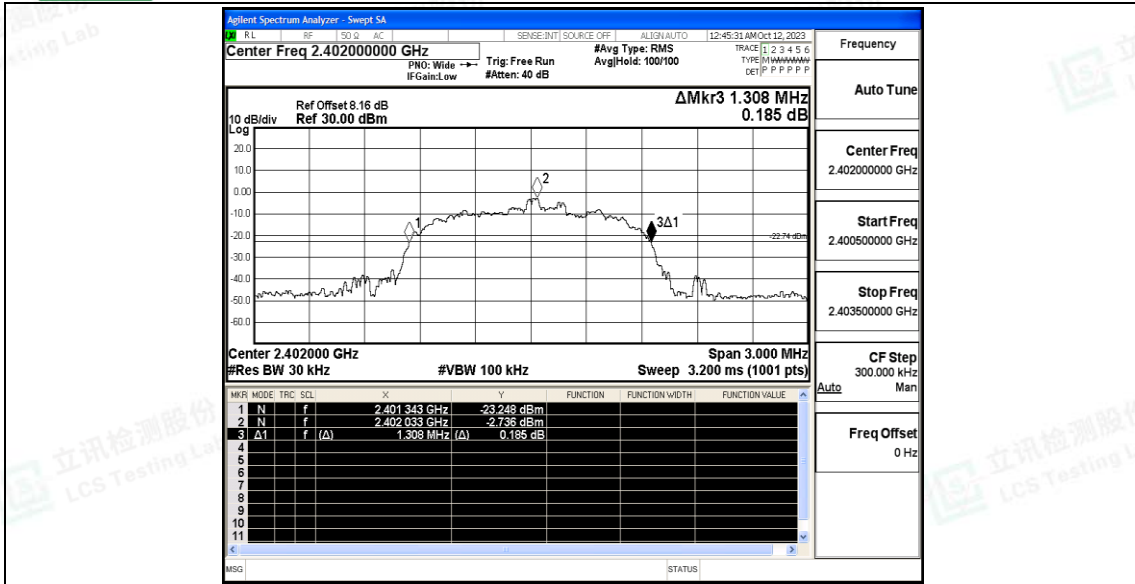 Agilent Spectrum Analyzer - Swept SA
LXI RL RF 50 Ω AC SENSE:INT SOURCE OFF ALIGN AUTO 12:45:31 AM Oct 12, 2023
Center Freq 2.402000000 GHz
PNO: Wide
IFGain:Low
Trig: Free Run
#Atten: 40 dB
#Avg Type: RMS
Avg|Hold: 100/100
TRACE 1 2 3 4 5 6
TYPE M WWWWW
DET P P P P P P
Ref Offset 8.16 dB
Ref 30.00 dBm
10 dB/div
Log
ΔMkr3 1.308 MHz
0.185 dB
20.0
10.0
0.00
-10.0
-20.0
-30.0
-40.0
-50.0
-60.0
1
2
3Δ1
-22.74 dBm
Center 2.402000 GHz
Span 3.000 MHz
#Res BW 30 kHz
#VBW 100 kHz
Sweep 3.200 ms (1001 pts)
MKR MODE TRC SCL X Y FUNCTION FUNCTION WIDTH FUNCTION VALUE
1 N f 2.401 343 GHz -23.248 dBm
2 N f 2.402 033 GHz -2.736 dBm
3 Δ1 f (Δ) 1.308 MHz (Δ) 0.185 dB
4
5
6
7
8
9
10
11
MSG
STATUS
Frequency
Auto Tune
Center Freq
2.402000000 GHz
Start Freq
2.400500000 GHz
Stop Freq
2.403500000 GHz
CF Step
300.000 kHz
Auto Man
Freq Offset
0 Hz
立讯检测股份
LCS Testing Lab
立讯检测股份